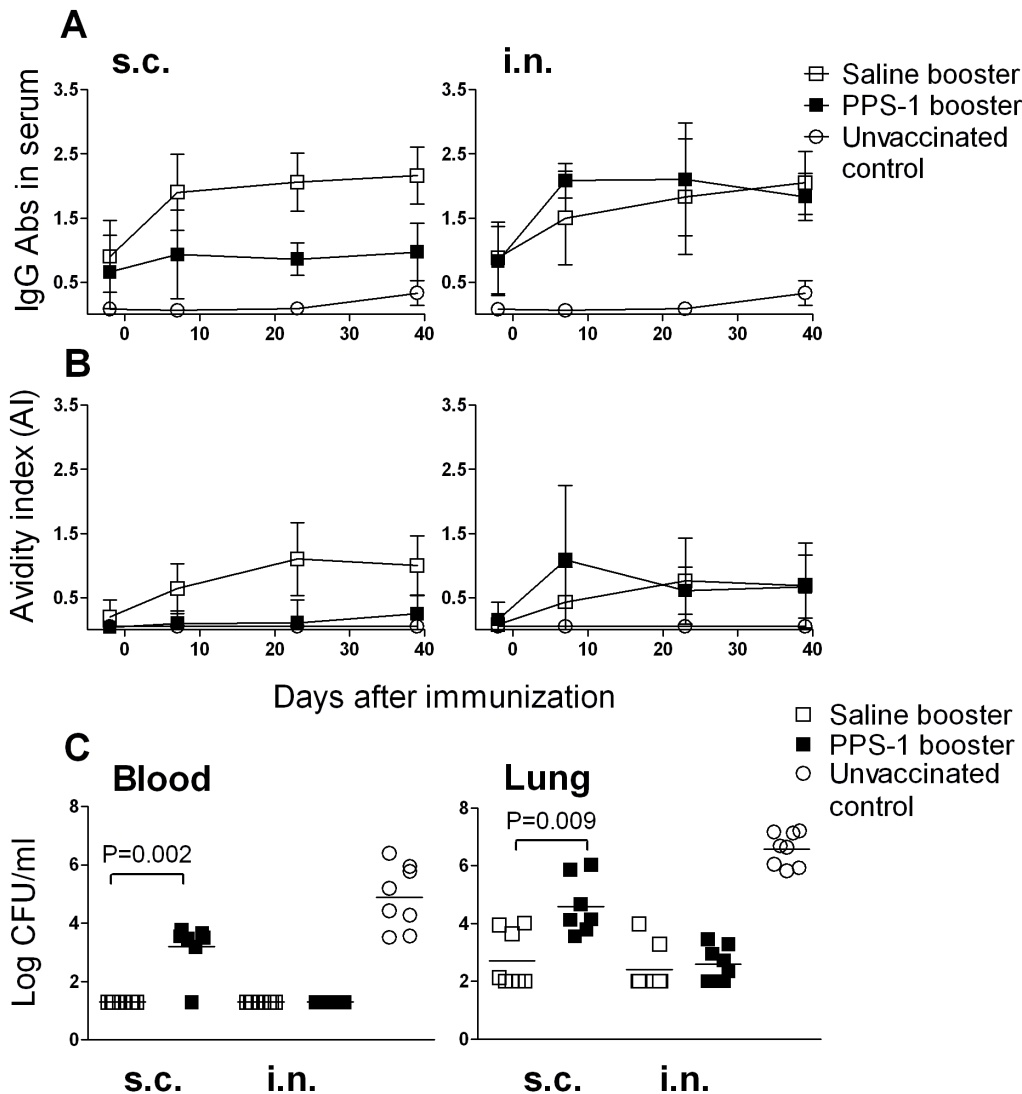 A
s.c.
i.n.
Saline booster
PPS-1 booster
Unvaccinated
control
IgG Abs in serum
3.5
2.5
1.5
0.5
0 10 20 30 40
3.5
2.5
1.5
0.5
0 10 20 30 40
B
Avidity index (AI)
3.5
2.5
1.5
0.5
0 10 20 30 40
3.5
2.5
1.5
0.5
0 10 20 30 40
Days after immunization
Saline booster
PPS-1 booster
Unvaccinated
control
C
Blood
Lung
Log CFU/ml
8
6
4
2
0
P=0.002
s.c. i.n.
8
6
4
2
0
P=0.009
s.c. i.n.